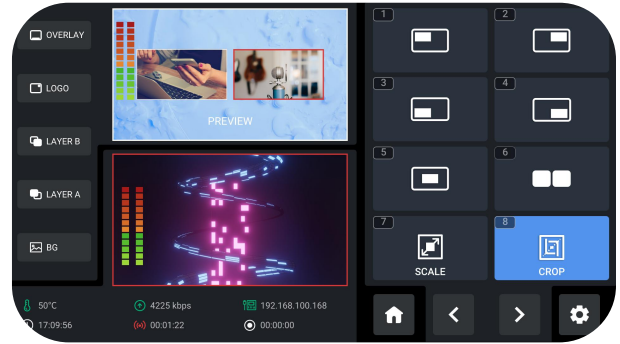 OVERLAY
LOGO
LAYER B
LAYER A
BG
PREVIEW
50°C
4225 kbps
192.168.100.168
17:09:56
00:01:22
00:00:00
1
2
3
4
5
6
7
SCALE
8
CROP